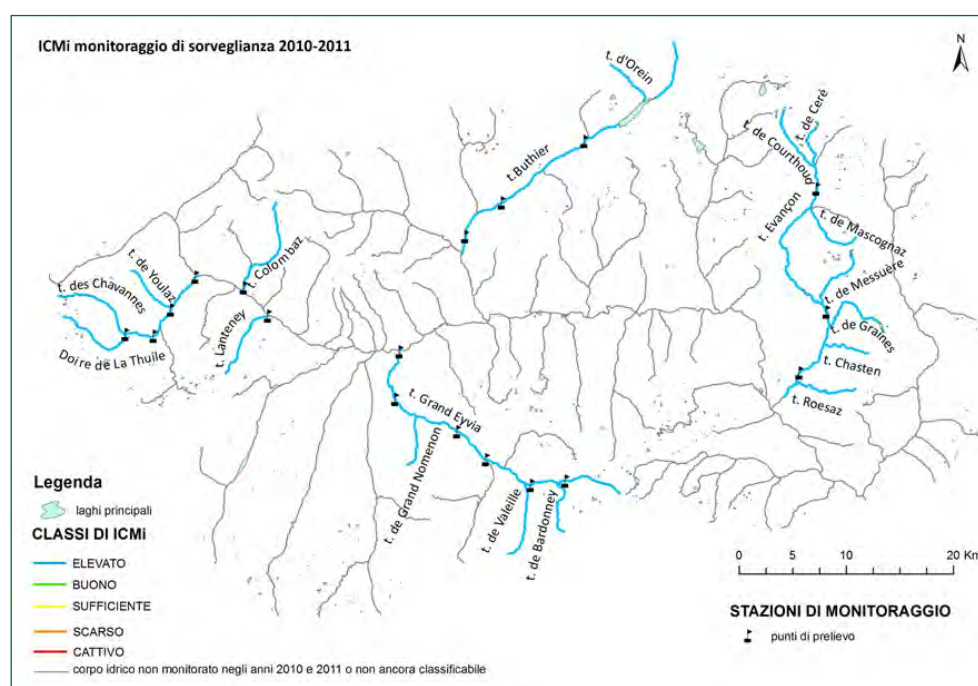 ICMi monitoraggio di sorveglianza 2010-2011
N
t. d'Orein
t. de Ceré
t. de Courthoud
t.Buthier
t. Evançon
t. de Mascognaz
t. Colombaz
t. de Youlaz
t. des Chavannes
t. de Messuère
t. de Graines
t. Lanteney
Doire de La Thuile
t. Chasten
t. Roesaz
t. Grand Eyvia
t. de Grand Nomenon
t. de Valeille
t. de Bardonney
Legenda
laghi principali
CLASSI DI ICMi
ELEVATO
BUONO
SUFFICIENTE
SCARSO
CATTIVO
corpo idrico non monitorato negli anni 2010 e 2011 o non ancora classificabile
0 5 10 20 Km
STAZIONI DI MONITORAGGIO
punti di prelievo